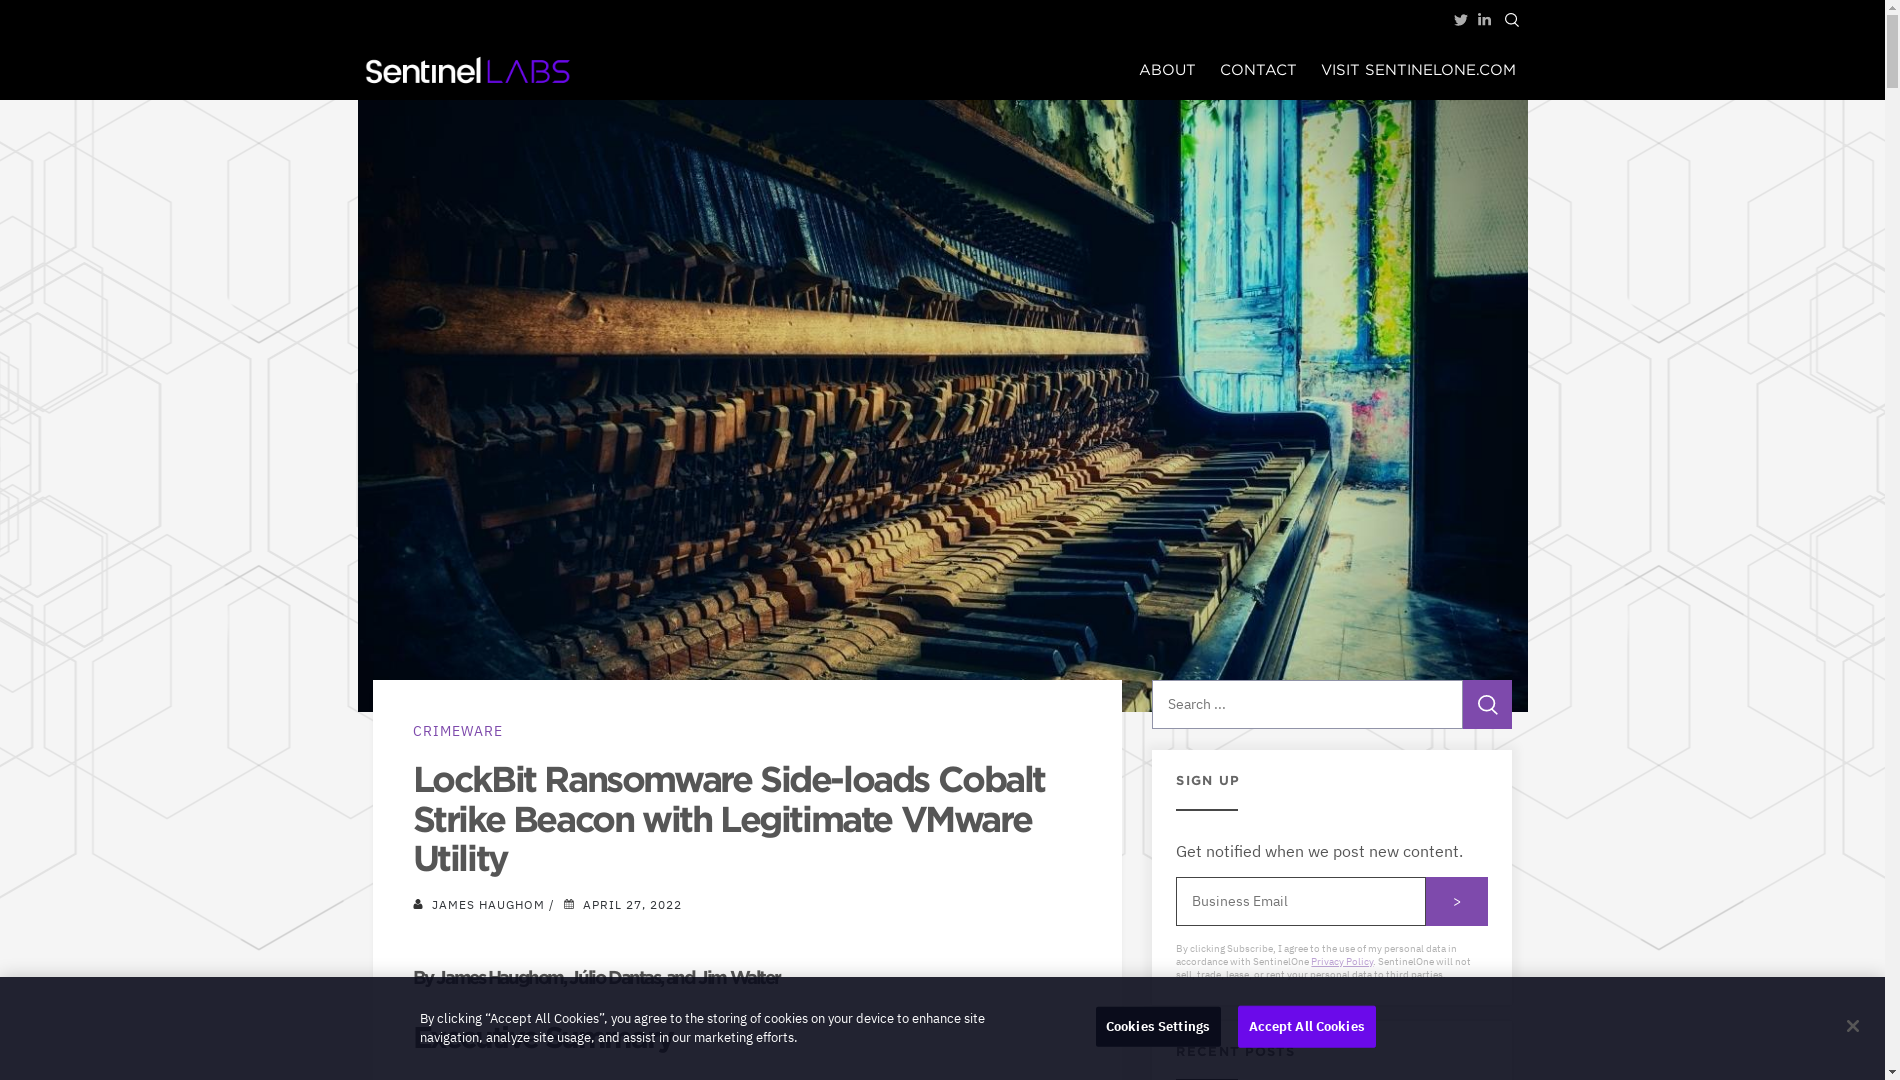 Sentinel LABS
ABOUT CONTACT VISIT SENTINELONE.COM
CRIMEWARE
LockBit Ransomware Side-loads Cobalt
Strike Beacon with Legitimate VMware
Utility
JAMES HAUGHOM / APRIL 27, 2022
By James Haughom, Júlio Dantas, and Jim Walter
Executive Summary
Search ...
SIGN UP
Get notified when we post new content.
Business Email >
By clicking Subscribe, I agree to the use of my personal data in
accordance with SentinelOne Privacy Policy. SentinelOne will not
sell, trade, lease, or rent your personal data to third parties.
RECENT POSTS
By clicking “Accept All Cookies”, you agree to the storing of cookies on your device to enhance site
navigation, analyze site usage, and assist in our marketing efforts.
Cookies Settings
Accept All Cookies